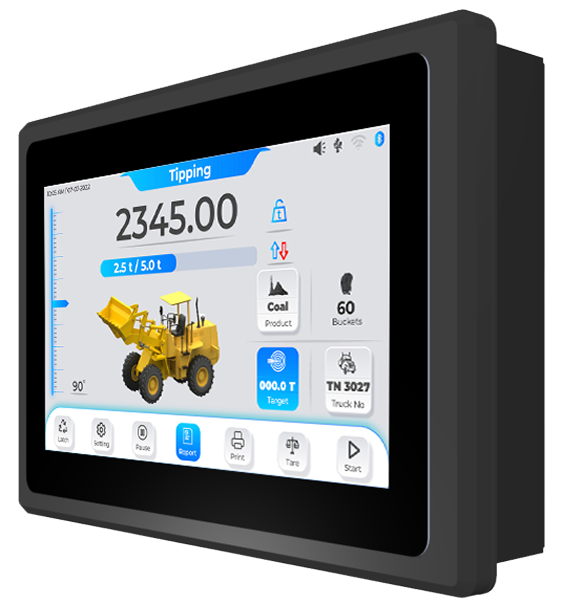 Tipping
2345.00
2.5 t / 5.0 t
t
Coal
Product
60
Buckets
90°
000.0 T
Target
TN 3027
Truck No
Setting
Pause
Report
Print
Tare
Start